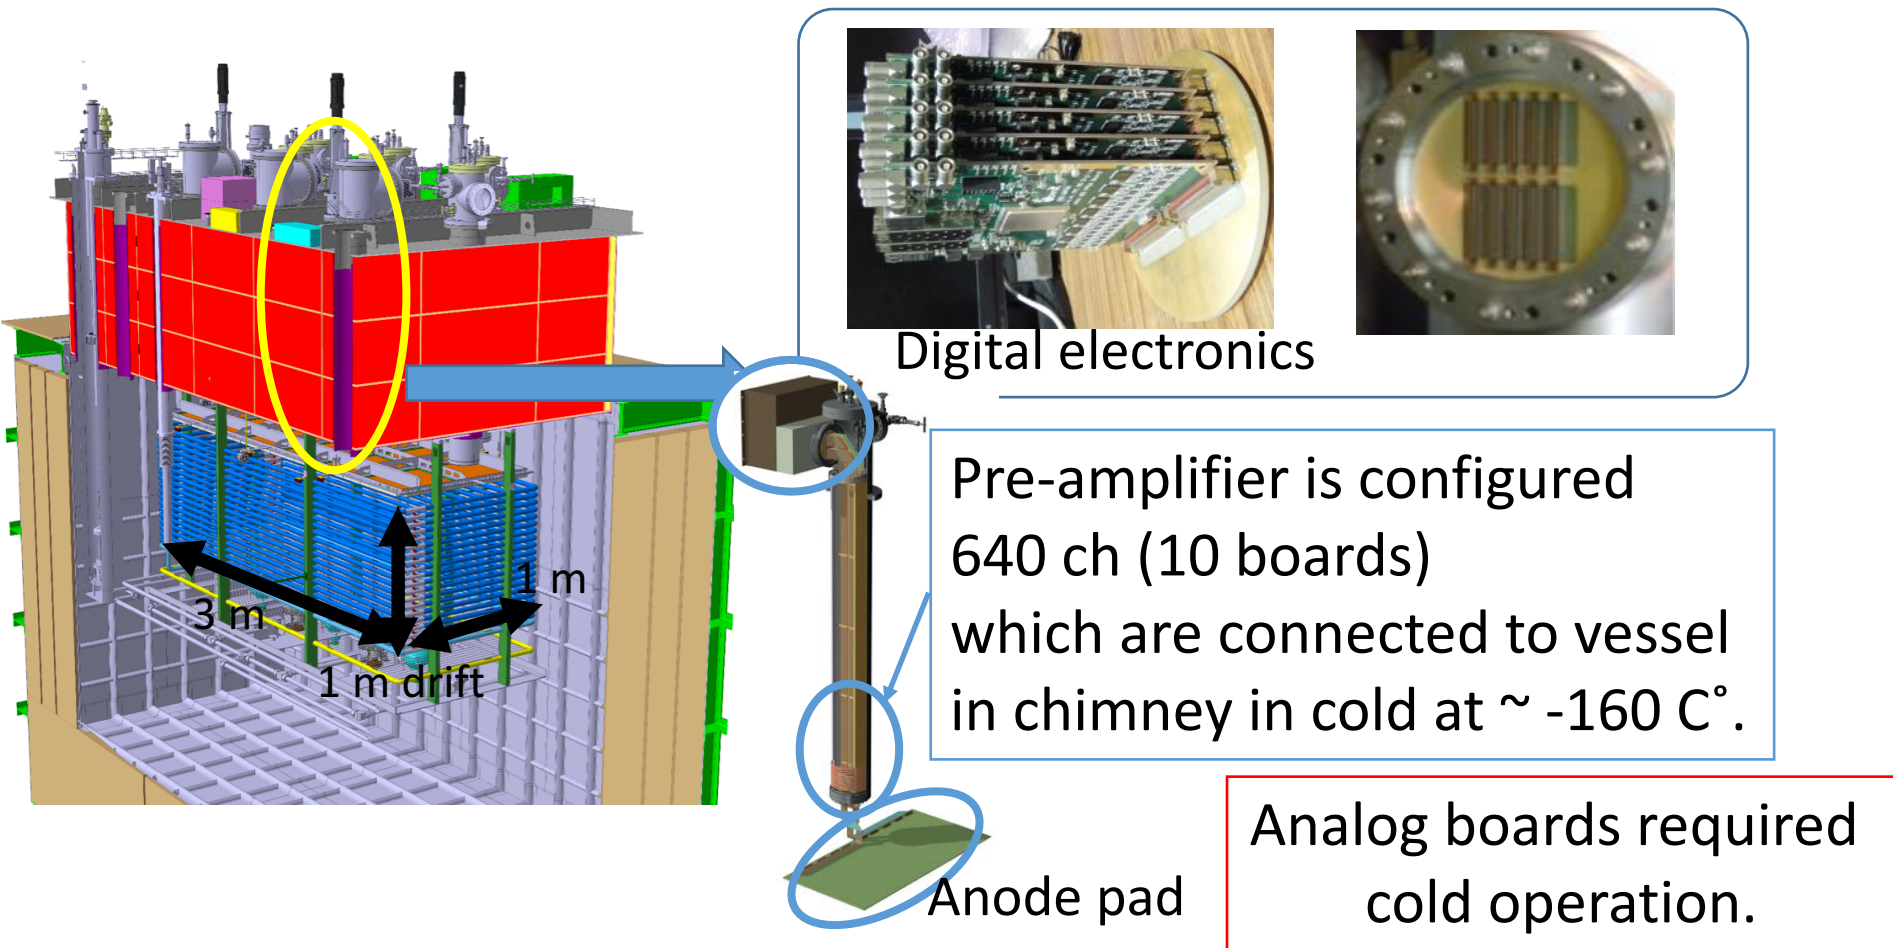 Digital electronics
Pre-amplifier is configured
640 ch (10 boards)
which are connected to vessel
in chimney in cold at ~ -160 C˚.
1 m
3 m
1 m drift
Analog boards required
cold operation.
Anode pad